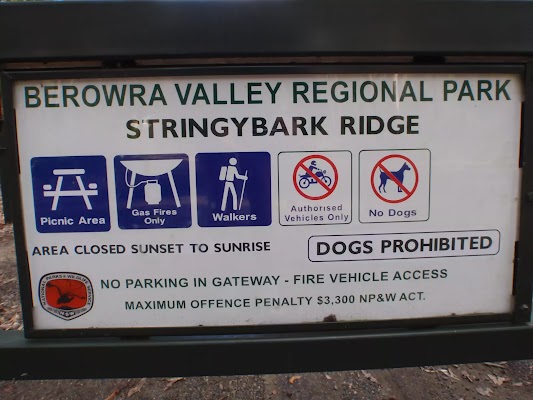 BEROWRA VALLEY REGIONAL PARK
STRINGYBARK RIDGE
Picnic Area
Gas Fires
Only
Walkers
Authorised
Vehicles Only
No Dogs
AREA CLOSED SUNSET TO SUNRISE
DOGS PROHIBITED
NO PARKING IN GATEWAY - FIRE VEHICLE ACCESS
MAXIMUM OFFENCE PENALTY $3,300 NP&W ACT.